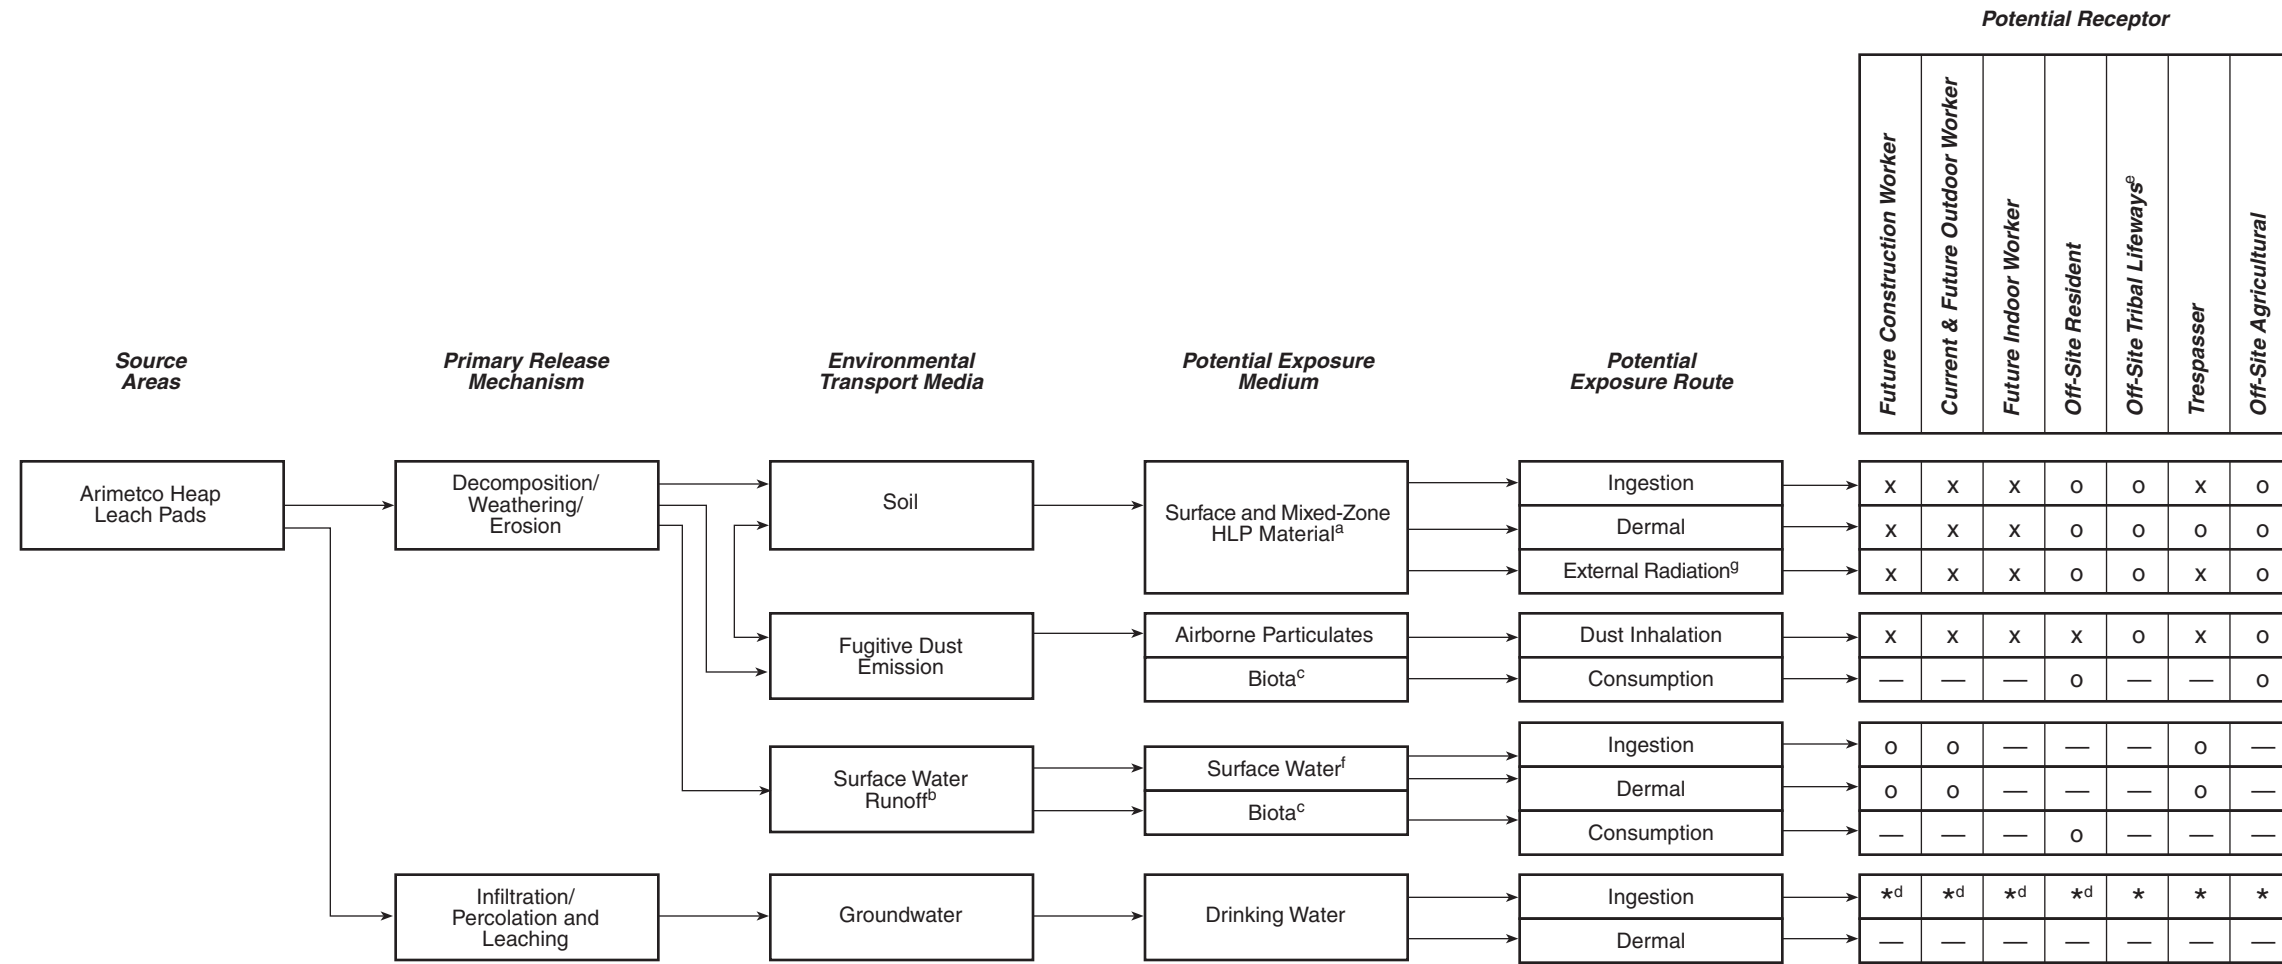 Potential Receptor
Future Construction Worker
Current & Future Outdoor Worker
Future Indoor Worker
Off-Site Resident
Off-Site Tribal Lifewaysᵉ
Trespasser
Off-Site Agricultural
Source
Areas
Primary Release
Mechanism
Environmental
Transport Media
Potential Exposure
Medium
Potential
Exposure Route
Arimetco Heap
Leach Pads
Decomposition/
Weathering/
Erosion
Soil
Surface and Mixed-Zone
HLP Materialᵃ
Ingestion
x x x o o x o
Dermal
x x x o o o o
External Radiationᵍ
x x x o o x o
Fugitive Dust
Emission
Airborne Particulates
Dust Inhalation
x x x x o x o
Biotaᶜ
Consumption
— — — o — — o
Surface Water
Runoffᵇ
Surface Waterᶠ
Biotaᶜ
Ingestion
o o — — — o —
Dermal
o o — — — o —
Consumption
— — — o — — —
Infiltration/
Percolation and
Leaching
Groundwater
Drinking Water
Ingestion
*ᵈ *ᵈ *ᵈ *ᵈ * * *
Dermal
— — — — — — —